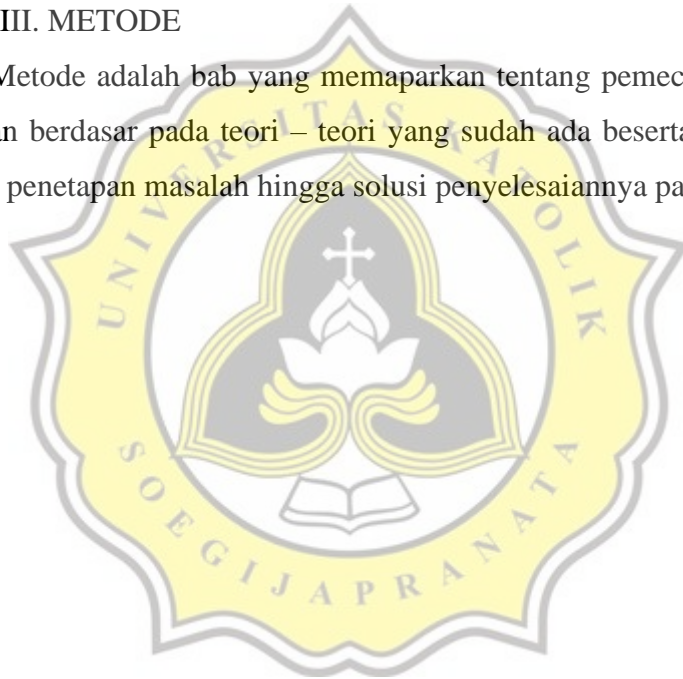 III. METODE
Metode adalah bab yang memaparkan tentang pemec
an berdasar pada teori – teori yang sudah ada beserta
penetapan masalah hingga solusi penyelesaiannya pa
UNIVERSITAS KATOLIK
SOEGIJAPRANATA